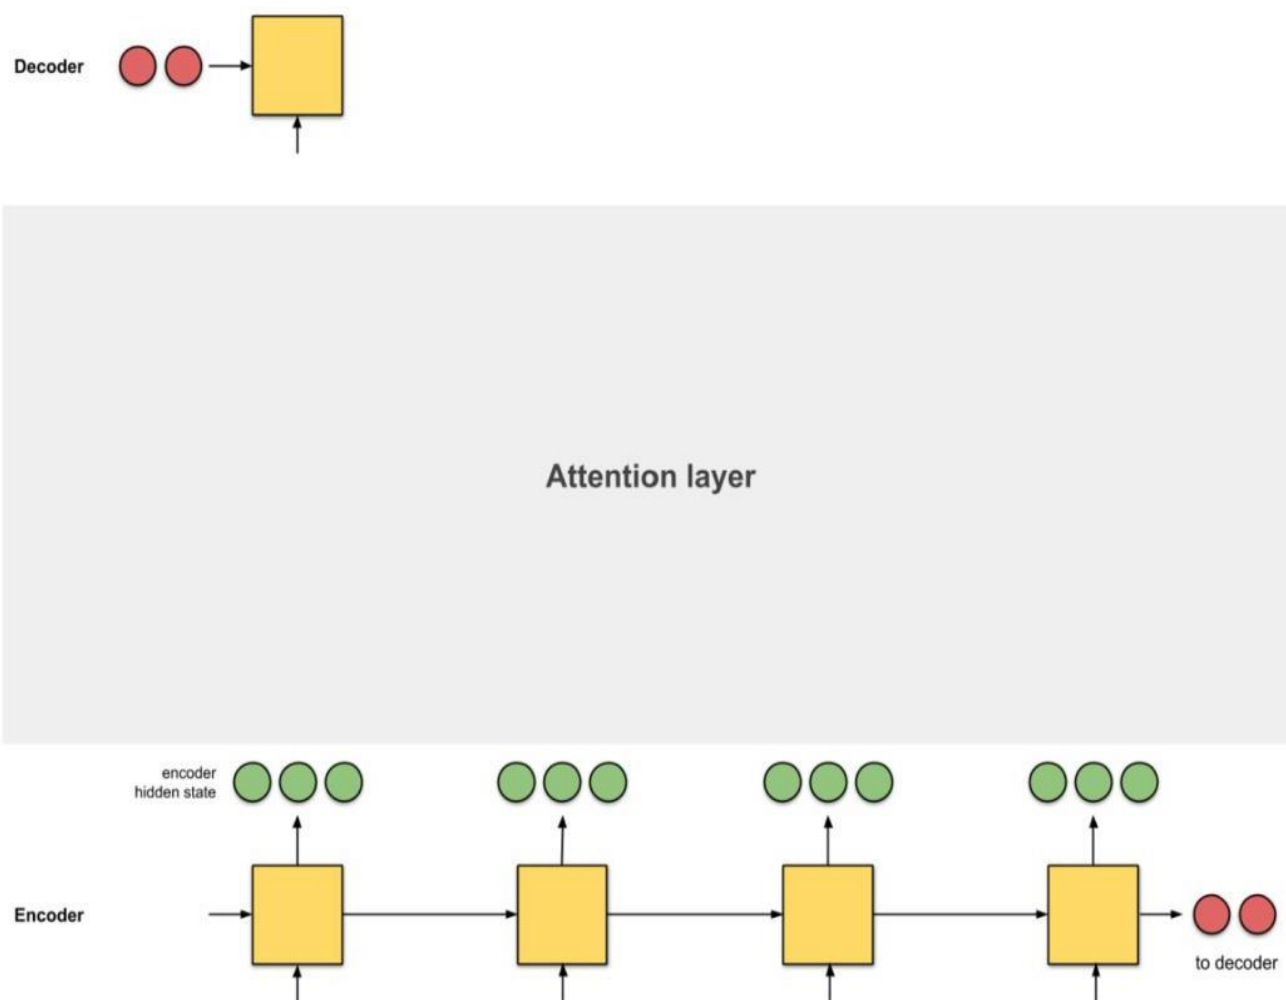 Decoder
Attention layer
encoder
hidden state
Encoder
to decoder